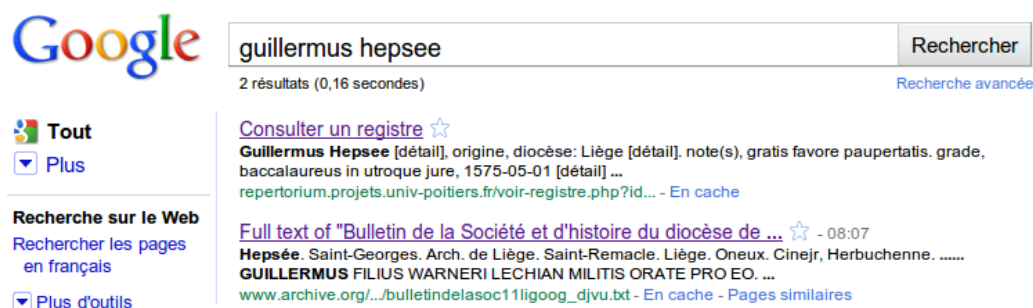 Google
guillermus hepsee
Rechercher
2 résultats (0,16 secondes)
Recherche avancée
Tout
Plus
Recherche sur le Web
Rechercher les pages
en français
Plus d'outils
Consulter un registre
Guillermus Hepsee [détail], origine, diocèse: Liège [détail]. note(s), gratis favore paupertatis. grade,
baccalaureus in utroque jure, 1575-05-01 [détail] ...
repertorium.projets.univ-poitiers.fr/voir-registre.php?id... - En cache
Full text of "Bulletin de la Société et d'histoire du diocèse de ... - 08:07
Hepsée. Saint-Georges. Arch. de Liège. Saint-Remacle. Liège. Oneux. Cinejr, Herbuchenne. ......
GUILLERMUS FILIUS WARNERI LECHIAN MILITIS ORATE PRO EO. ...
www.archive.org/.../bulletindelasoc11ligoog_djvu.txt - En cache - Pages similaires